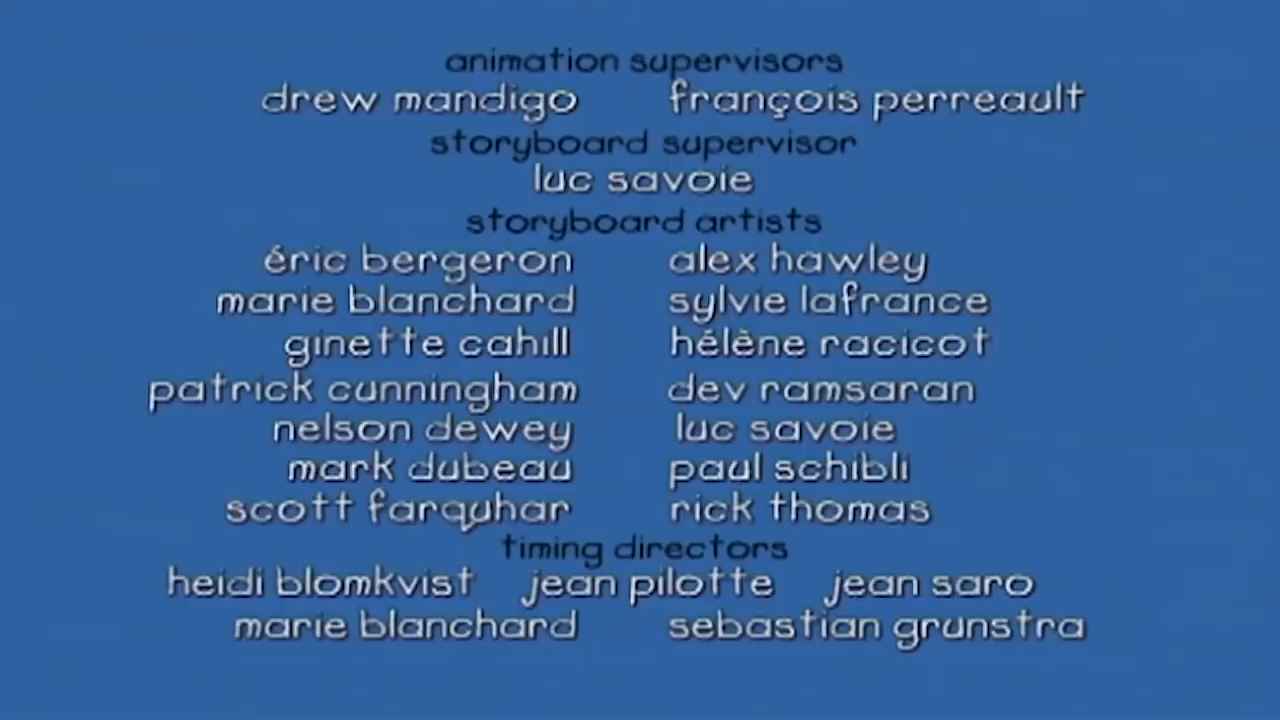 animation supervisors
drew mandigo françois perreault
storyboard supervisor
luc savoie
storyboard artists
éric bergeron alex hawley
marie blanchard sylvie lafrance
ginette cahill hélène racicot
patrick cunningham dev ramsaran
nelson dewey luc savoie
mark dubeau paul schibli
scott farquhar rick thomas
timing directors
heidi blomkvist jean pilotte jean saro
marie blanchard sebastian grunstra